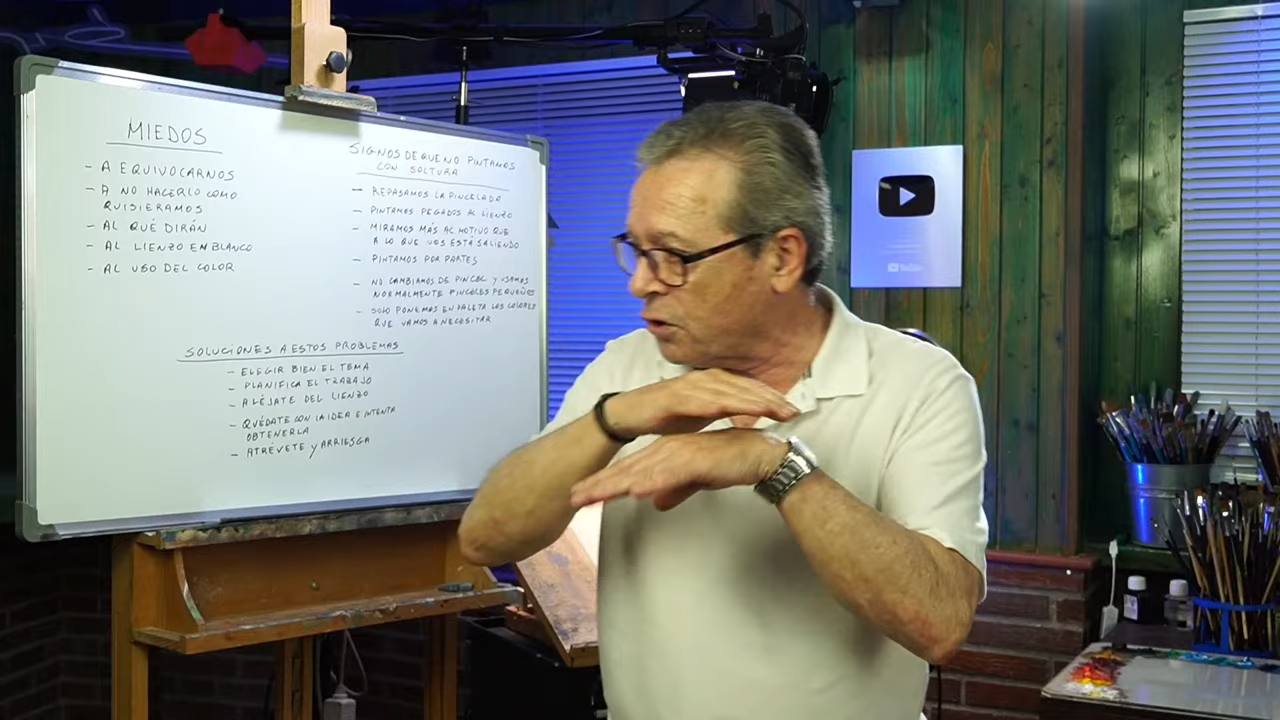 MIEDOS
- A EQUIVOCARNOS
- A NO HACERLO COMO
QUISIERAMOS
- AL QUÉ DIRÁN
- AL LIENZO EN BLANCO
- AL USO DEL COLOR
SIGNOS DE QUE NO PINTAMOS
CON SOLTURA
- REPASAMOS LA PINCELADA
- PINTAMOS PEGADOS AL LIENZO
- MIRAMOS MÁS AL MOTIVO QUE
A LO QUE NOS ESTÁ SALIENDO
- PINTAMOS POR PARTES
- NO CAMBIAMOS DE PINCEL Y USAMOS
NORMALMENTE PINCELES PEQUEÑOS
- SOLO PONEMOS EN PALETA LOS COLORES
QUE VAMOS A NECESITAR
SOLUCIONES A ESTOS PROBLEMAS
- ELEGIR BIEN EL TEMA
- PLANIFICA EL TRABAJO
- ALÉJATE DEL LIENZO
- QUÉDATE CON LA IDEA E INTENTA
OBTENERLA
- ATRÉVETE Y ARRIESGA
YouTube